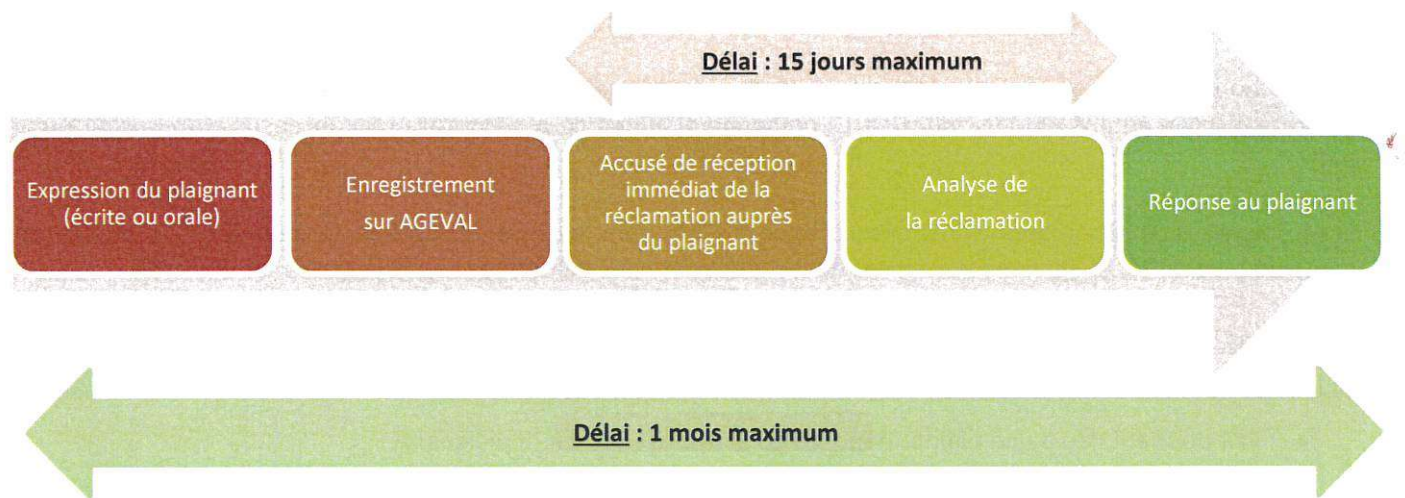 Délai : 15 jours maximum
Expression du plaignant
(écrite ou orale)
Enregistrement
sur AGEVAL
Accusé de réception
immédiat de la
réclamation auprès
du plaignant
Analyse de
la réclamation
Réponse au plaignant
Délai : 1 mois maximum